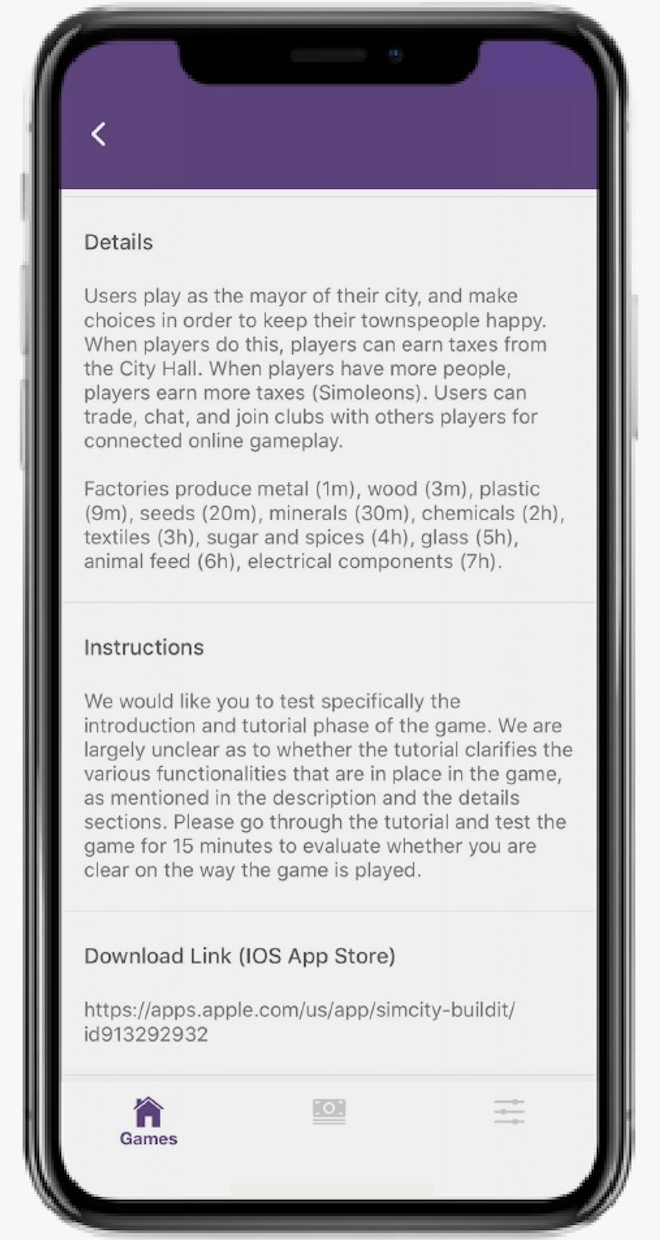 Details
Users play as the mayor of their city, and make
choices in order to keep their townspeople happy.
When players do this, players can earn taxes from
the City Hall. When players have more people,
players earn more taxes (Simoleons). Users can
trade, chat, and join clubs with others players for
connected online gameplay.
Factories produce metal (1m), wood (3m), plastic
(9m), seeds (20m), minerals (30m), chemicals (2h),
textiles (3h), sugar and spices (4h), glass (5h),
animal feed (6h), electrical components (7h).
Instructions
We would like you to test specifically the
introduction and tutorial phase of the game. We are
largely unclear as to whether the tutorial clarifies the
various functionalities that are in place in the game,
as mentioned in the description and the details
sections. Please go through the tutorial and test the
game for 15 minutes to evaluate whether you are
clear on the way the game is played.
Download Link (IOS App Store)
https://apps.apple.com/us/app/simcity-buildit/
id913292932
Games